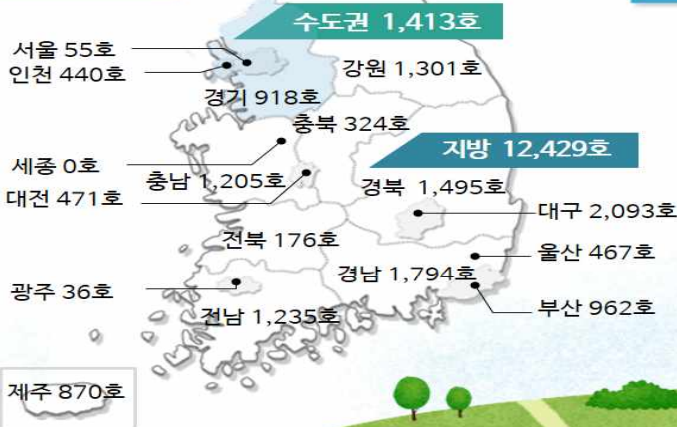 수도권 1,413호
서울 55호
인천 440호
강원 1,301호
경기 918호
충북 324호
지방 12,429호
세종 0호
충남 1,205호
경북 1,495호
대전 471호
대구 2,093호
전북 176호
울산 467호
경남 1,794호
광주 36호
부산 962호
전남 1,235호
제주 870호